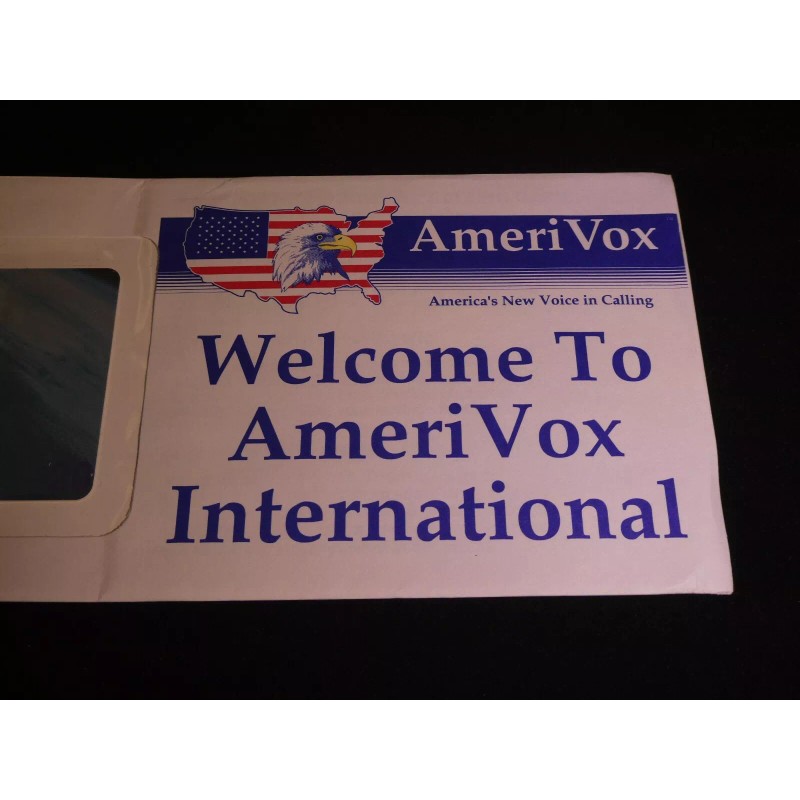 AmeriVox
America's New Voice in Calling
Welcome To
AmeriVox
International